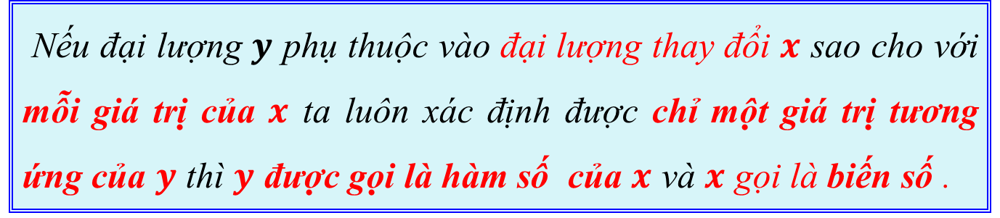 Nếu đại lượng y phụ thuộc vào đại lượng thay đổi x sao cho với
mỗi giá trị của x ta luôn xác định được chỉ một giá trị tương
ứng của y thì y được gọi là hàm số của x và x gọi là biến số .